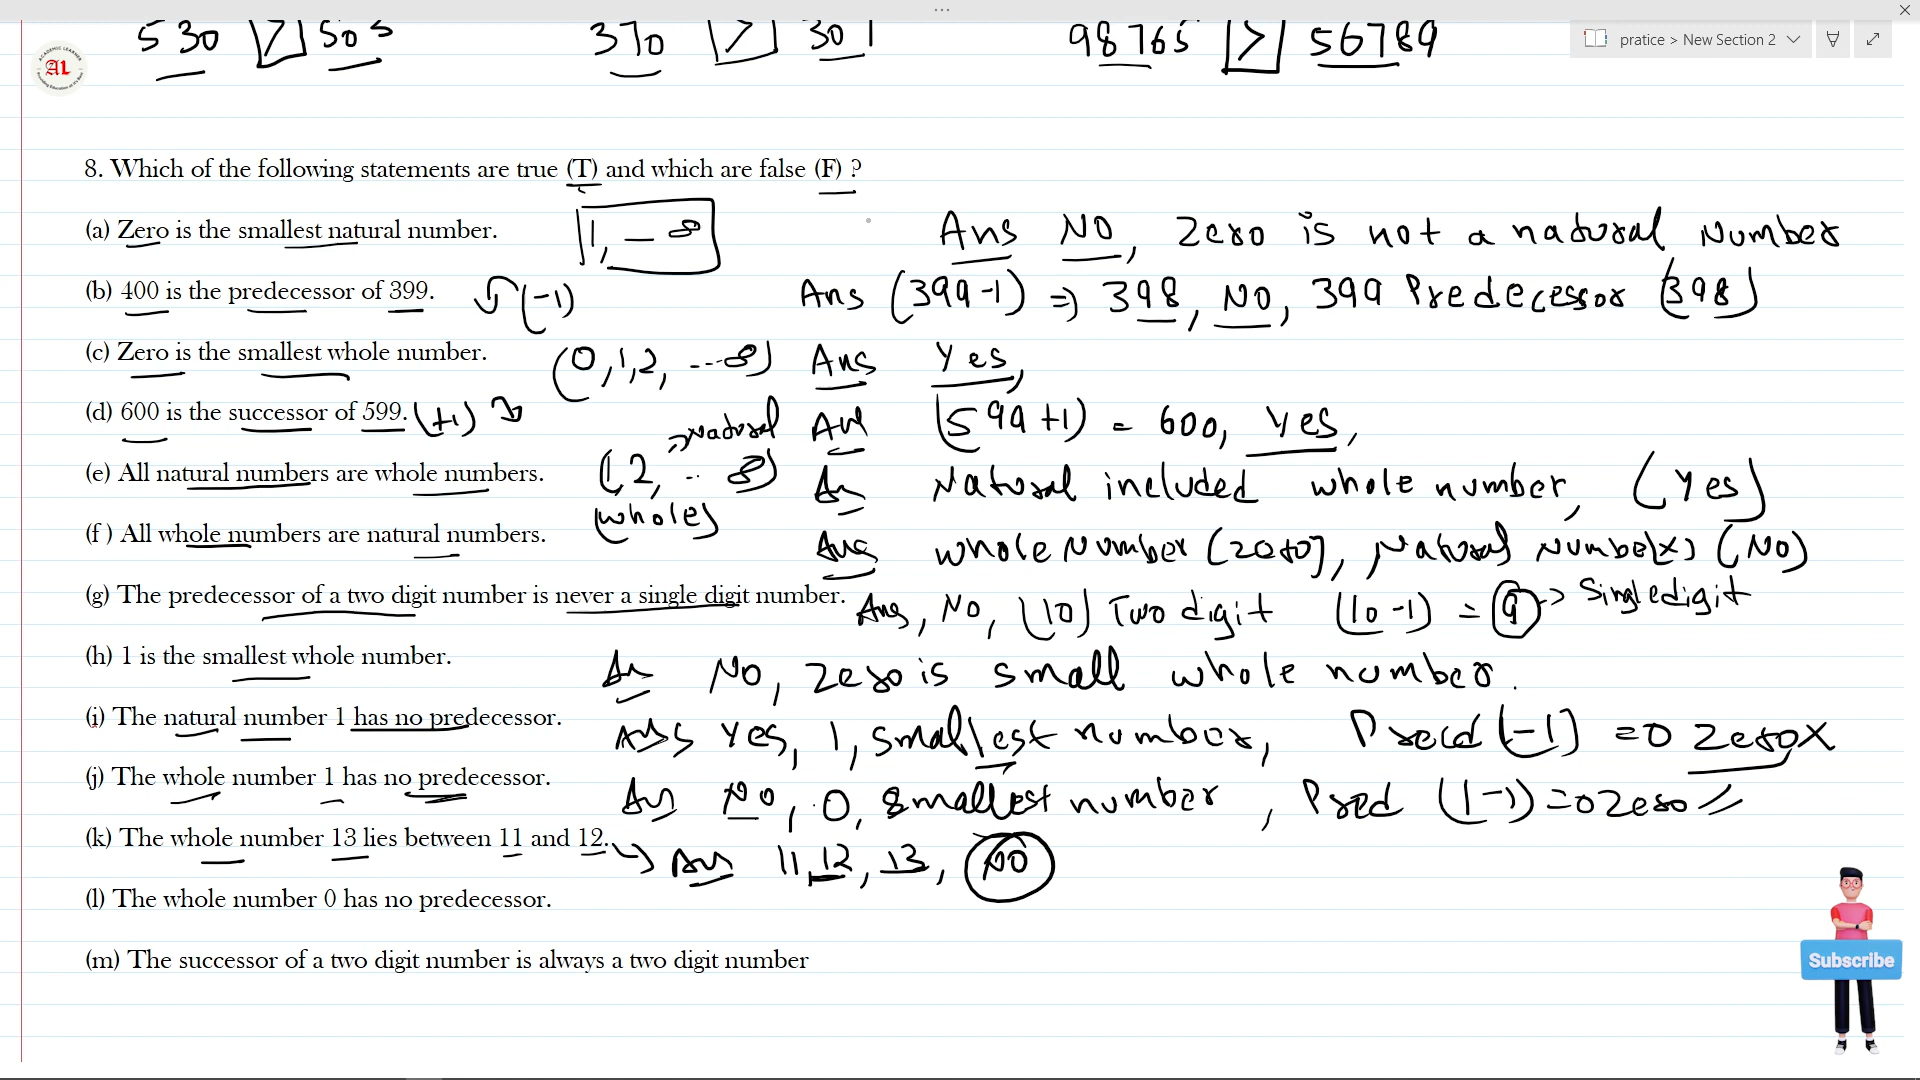 530 > 505 370 > 301 98765 > 56789
pratice > New Section 2
AL
8. Which of the following statements are true (T) and which are false (F) ?
(a) Zero is the smallest natural number. 1, – ∞ Ans NO, Zero is not a natural Number
(b) 400 is the predecessor of 399. (-1) Ans (399-1) ⇒ 398, NO, 399 Predecessor (398)
(c) Zero is the smallest whole number. (0,1,2, ...∞) Ans Yes,
(d) 600 is the successor of 599. (+1) Natural Ans (599+1) = 600, Yes,
(e) All natural numbers are whole numbers. (1,2, .. ∞) Ans Natural included whole number, (Yes)
(whole)
(f ) All whole numbers are natural numbers. Ans whole Number (zero), Natural Number(x) (NO)
(g) The predecessor of a two digit number is never a single digit number. Ans, No, (10) Two digit (10-1) = 9 -> Single digit
(h) 1 is the smallest whole number. Ans No, zero is small whole number.
(i) The natural number 1 has no predecessor. Ans Yes, 1, smallest number, Pred (-1) =0 zero X
(j) The whole number 1 has no predecessor. Ans No, 0, smallest number, Pred (1-1)=0 zero
(k) The whole number 13 lies between 11 and 12. Ans 11,12, 13, NO
(l) The whole number 0 has no predecessor.
(m) The successor of a two digit number is always a two digit number
Subscribe